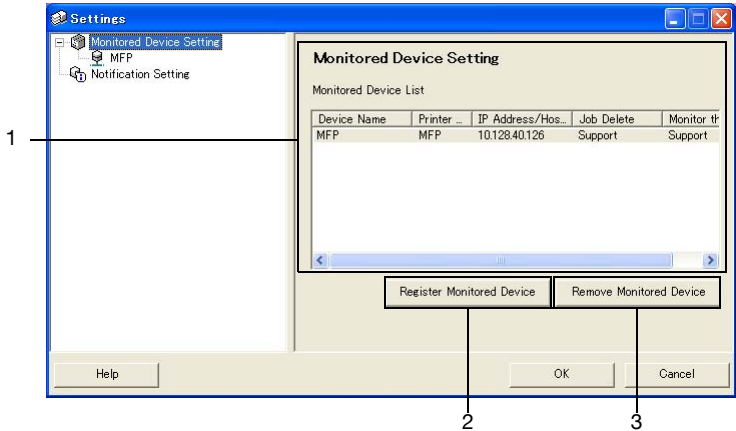 Settings
Monitored Device Setting
MFP
Notification Setting
Monitored Device Setting
Monitored Device List
Device Name Printer ... IP Address/Hos... Job Delete Monitor th
MFP MFP 10.128.40.126 Support Support
1
Register Monitored Device Remove Monitored Device
Help OK Cancel
2 3